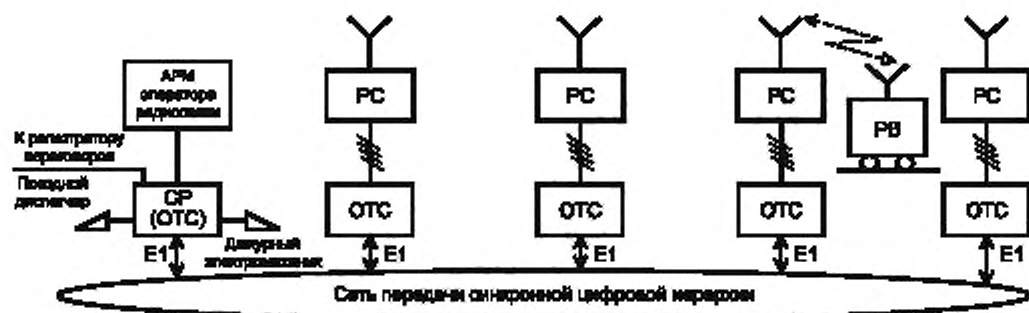 АРМ
оператора
радиосвязи
К регистратору
переговоров
Поездной
диспетчер
СР
(ОТС)
Дежурный
E1
РС
ОТС
E1
РС
ОТС
E1
РС
ОТС
E1
РВ
РС
ОТС
E1
Сеть передачи синхронной цифровой иерархии